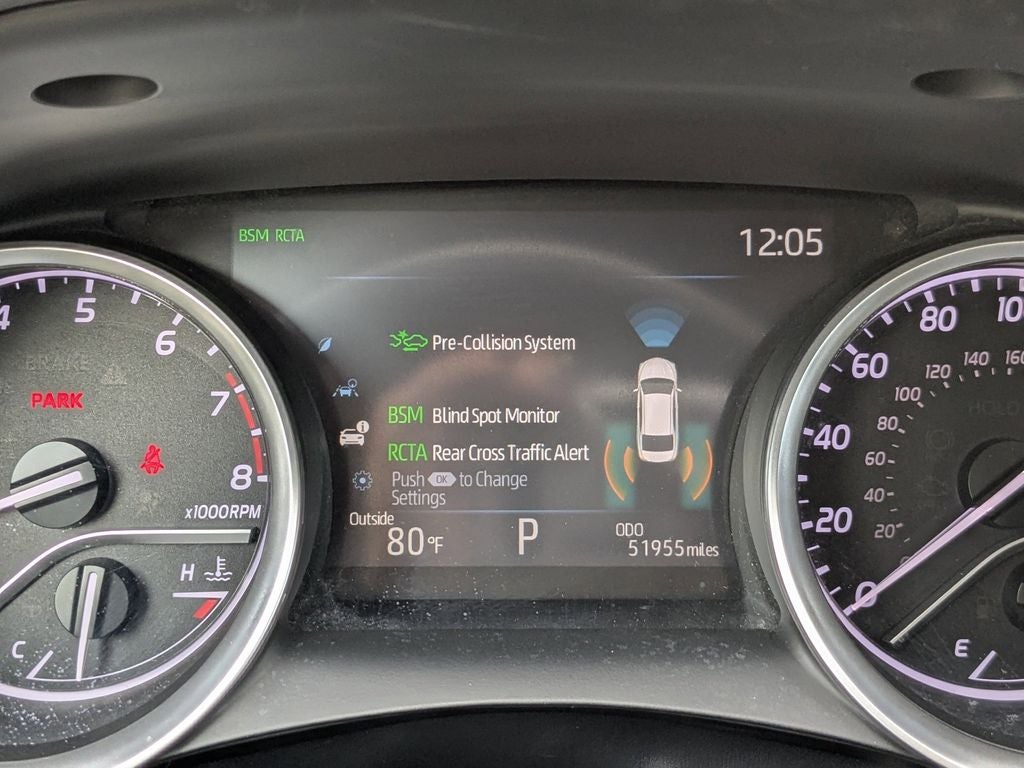 BSM RCTA
12:05
Pre-Collision System
BSM Blind Spot Monitor
RCTA Rear Cross Traffic Alert
Push OK to Change
Settings
Outside
80°F
P
ODO
51955 miles
4
5
6
7
8
x1000RPM
BRAKE
PARK
H
C
0
20
40
60
80
100
20
40
60
80
100
120
140
160
HOLD
E